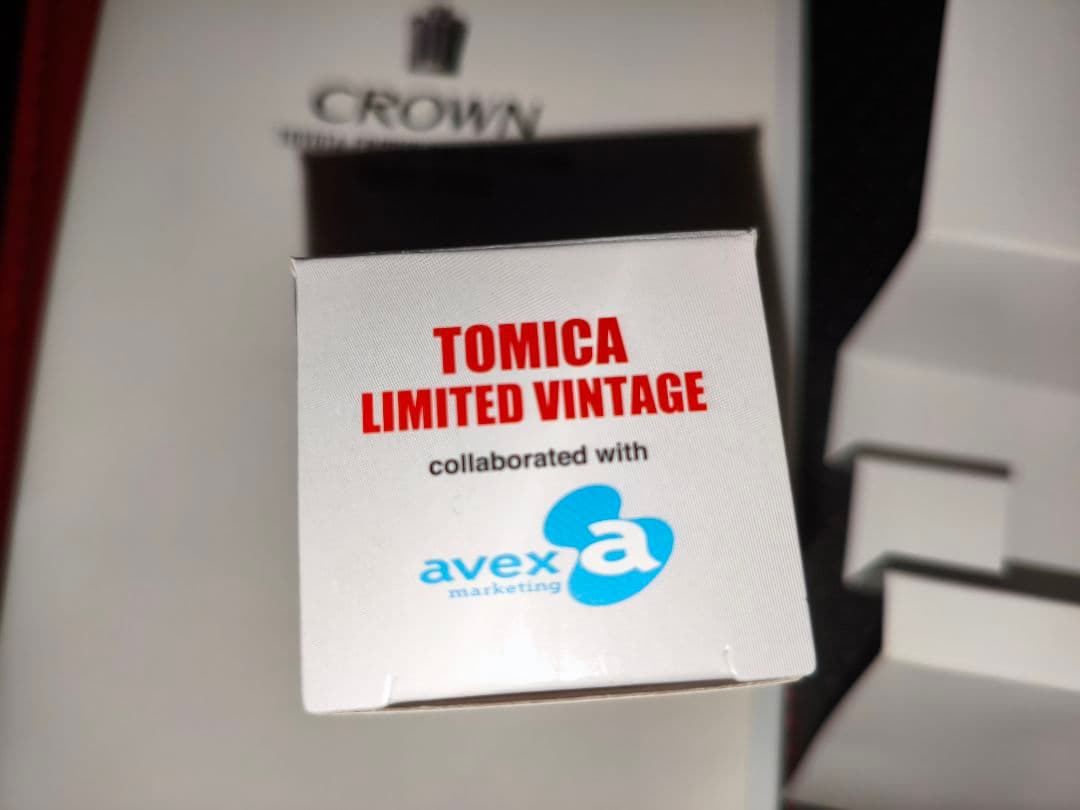 CROWN
TOMICA
LIMITED VINTAGE
collaborated with
avex a
marketing